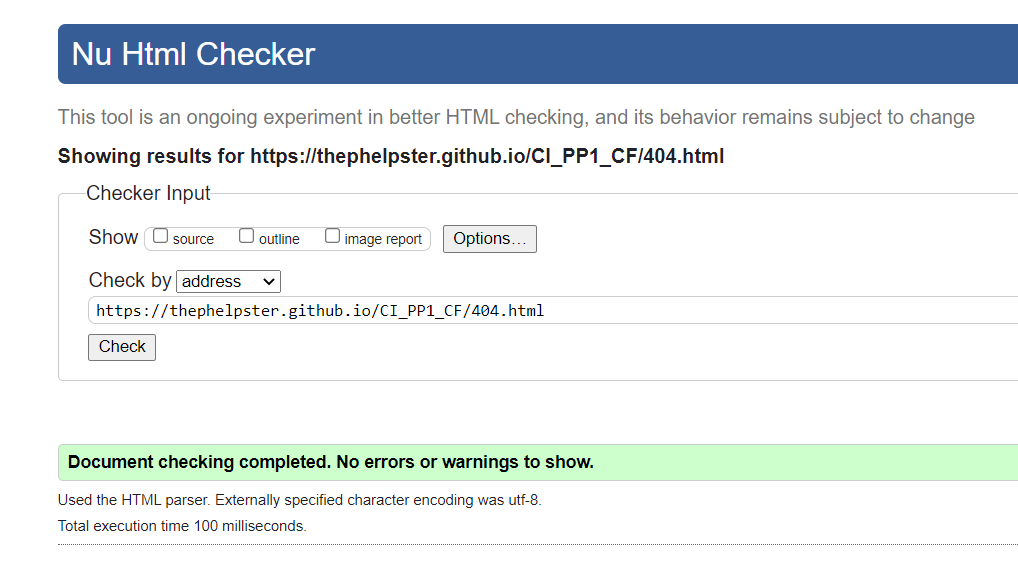 Nu Html Checker
This tool is an ongoing experiment in better HTML checking, and its behavior remains subject to change
Showing results for https://thephelpster.github.io/CI_PP1_CF/404.html
Checker Input
Show source outline image report Options...
Check by address
https://thephelpster.github.io/CI_PP1_CF/404.html
Check
Document checking completed. No errors or warnings to show.
Used the HTML parser. Externally specified character encoding was utf-8.
Total execution time 100 milliseconds.